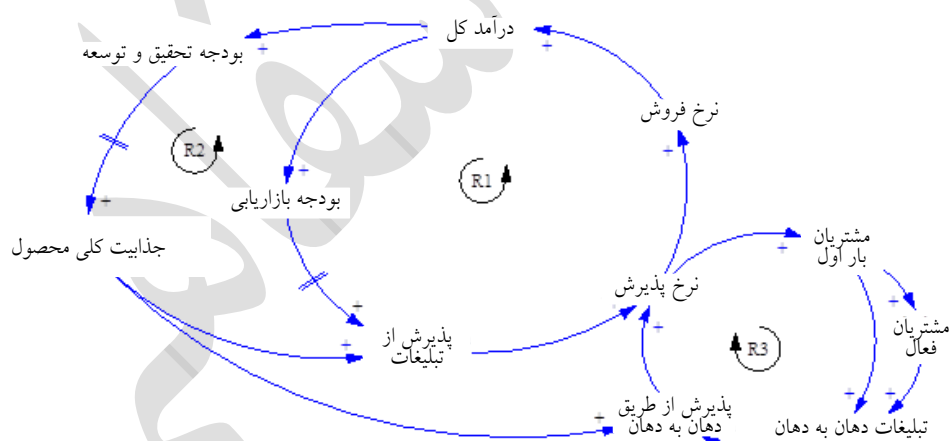 درآمد کل
بودجه تحقیق و توسعه
نرخ فروش
R2
R1
بودجه بازاریابی
جذابیت کلی محصول
مشتریان
بار اول
نرخ پذیرش
مشتریان
فعال
پذیرش از
تبلیغات
R3
پذیرش از طریق
دهان به دهان
تبلیغات دهان به دهان